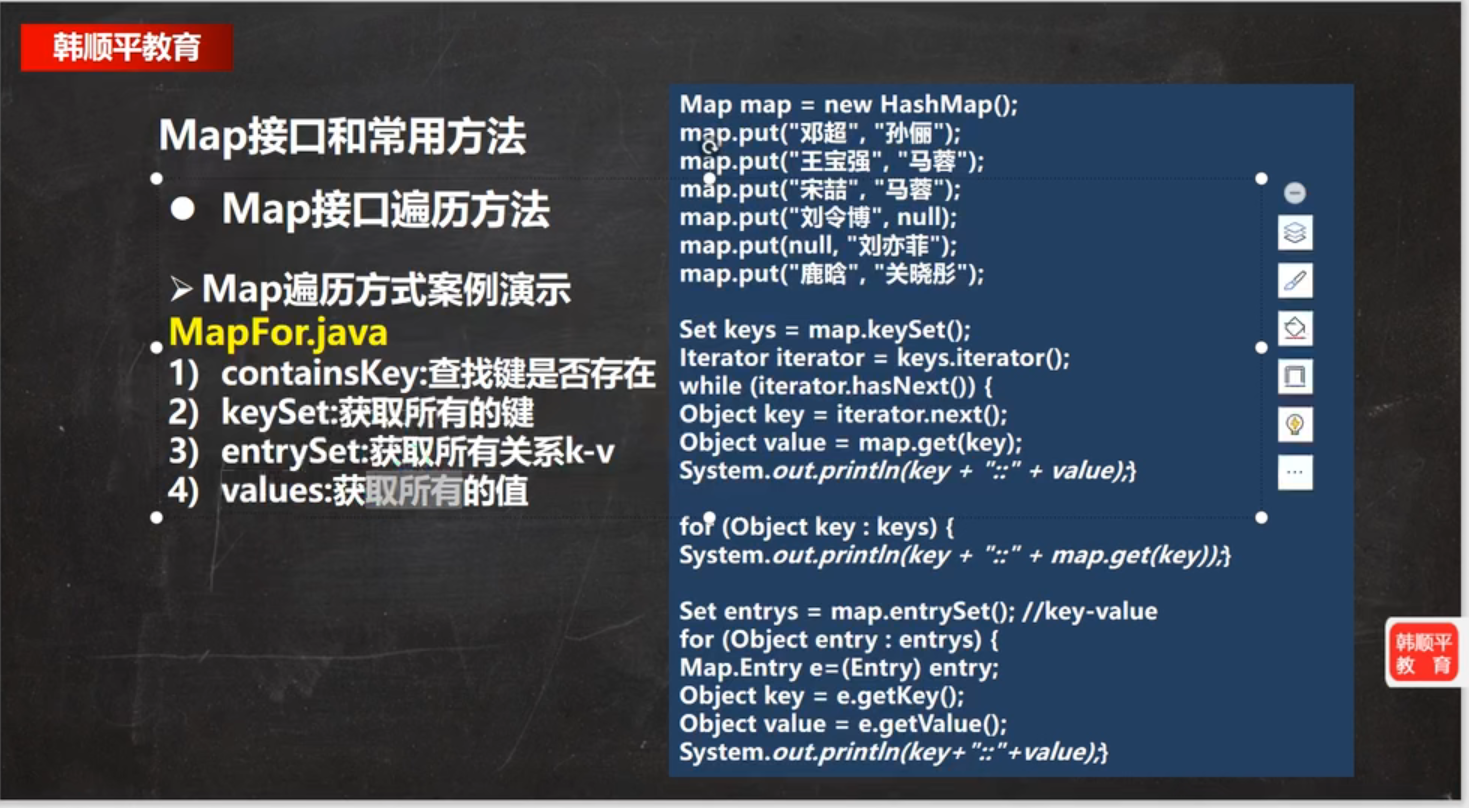 韩顺平教育
Map接口和常用方法
● Map接口遍历方法
➢ Map遍历方式案例演示
MapFor.java
1) containsKey:查找键是否存在
2) keySet:获取所有的键
3) entrySet:获取所有关系k-v
4) values:获取所有的值
Map map = new HashMap();
map.put("邓超", "孙俪");
map.put("王宝强", "马蓉");
map.put("宋喆", "马蓉");
map.put("刘令博", null);
map.put(null, "刘亦菲");
map.put("鹿晗", "关晓彤");
Set keys = map.keySet();
Iterator iterator = keys.iterator();
while (iterator.hasNext()) {
Object key = iterator.next();
Object value = map.get(key);
System.out.println(key + "::" + value);}
for (Object key : keys) {
System.out.println(key + "::" + map.get(key));}
Set entrys = map.entrySet(); //key-value
for (Object entry : entrys) {
Map.Entry e=(Entry) entry;
Object key = e.getKey();
Object value = e.getValue();
System.out.println(key+"::"+value);}
韩顺平
教 育